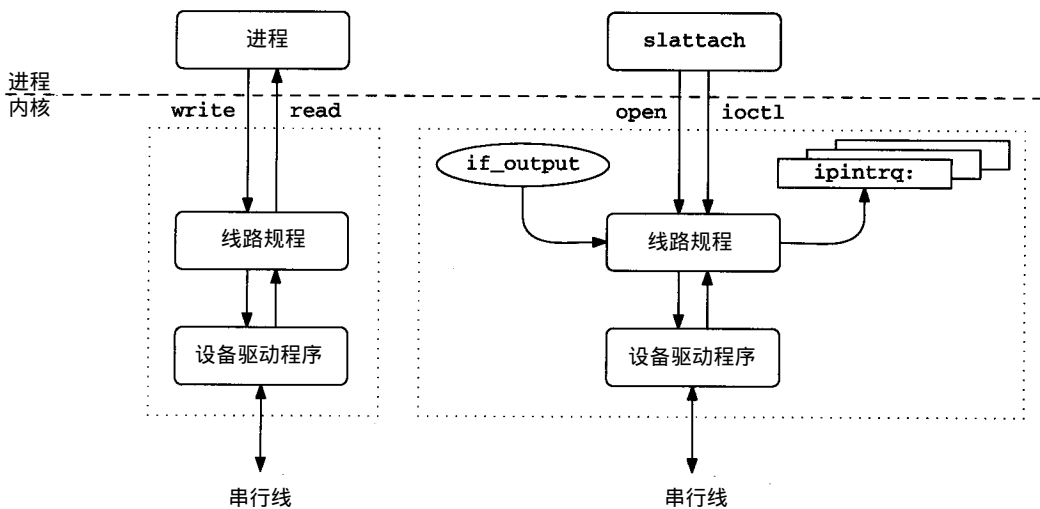 进程
slattach
进程
内核
write
read
open
ioctl
if_output
ipintrq:
线路规程
线路规程
设备驱动程序
设备驱动程序
串行线
串行线